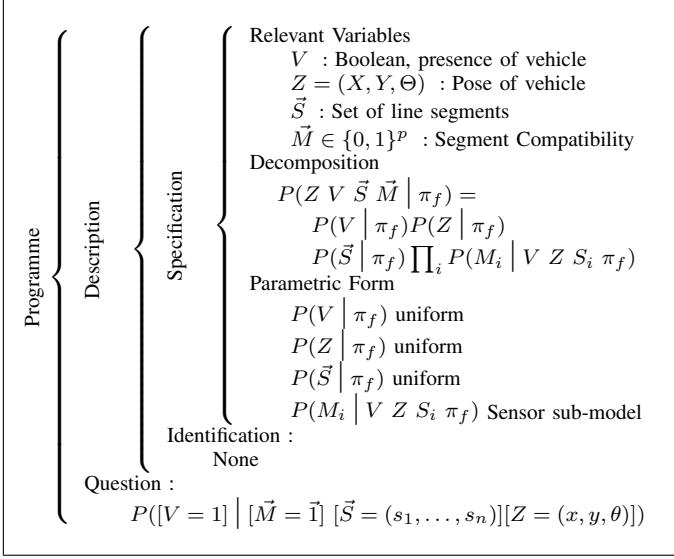 Programme
Description
Specification
Relevant Variables
V : Boolean, presence of vehicle
Z = (X, Y, Θ) : Pose of vehicle
S⃗ : Set of line segments
M⃗ ∈ {0, 1}ᵖ : Segment Compatibility
Decomposition
P(Z V S⃗ M⃗ | π_f) =
P(V | π_f)P(Z | π_f)
P(S⃗ | π_f) ∏_i P(M_i | V Z S_i π_f)
Parametric Form
P(V | π_f) uniform
P(Z | π_f) uniform
P(S⃗ | π_f) uniform
P(M_i | V Z S_i π_f) Sensor sub-model
Identification :
None
Question :
P([V = 1] | [M⃗ = 1⃗] [S⃗ = (s_1, . . . , s_n)][Z = (x, y, θ)])